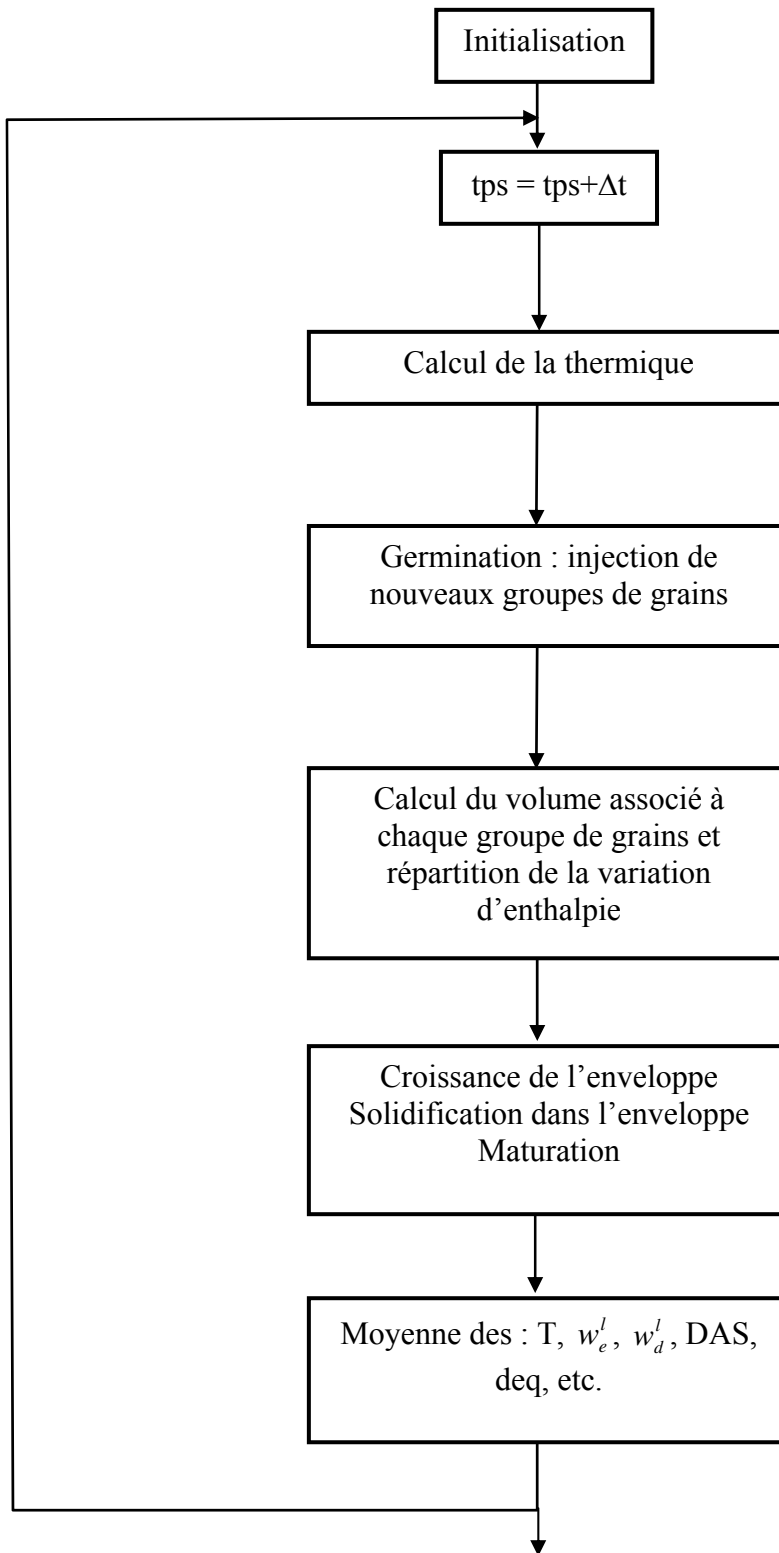 Initialisation
tps = tps+Δt
Calcul de la thermique
Germination : injection de
nouveaux groupes de grains
Calcul du volume associé à
chaque groupe de grains et
répartition de la variation
d’enthalpie
Croissance de l’enveloppe
Solidification dans l’enveloppe
Maturation
Moyenne des : T, $w_e^l$, $w_d^l$, DAS,
deq, etc.